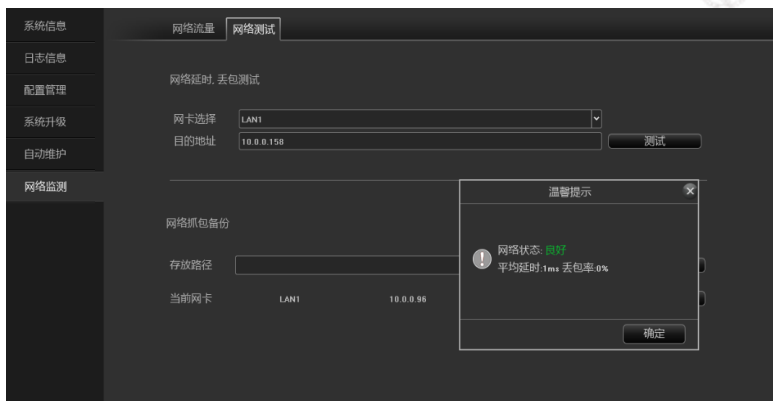 系统信息
日志信息
配置管理
系统升级
自动维护
网络监测
网络流量 网络测试
网络延时, 丢包测试
网卡选择 LAN1
目的地址 10.0.0.158 测试
网络抓包备份
存放路径
当前网卡 LAN1 10.0.0.96
温馨提示
网络状态: 良好
平均延时:1ms 丢包率:0%
确定